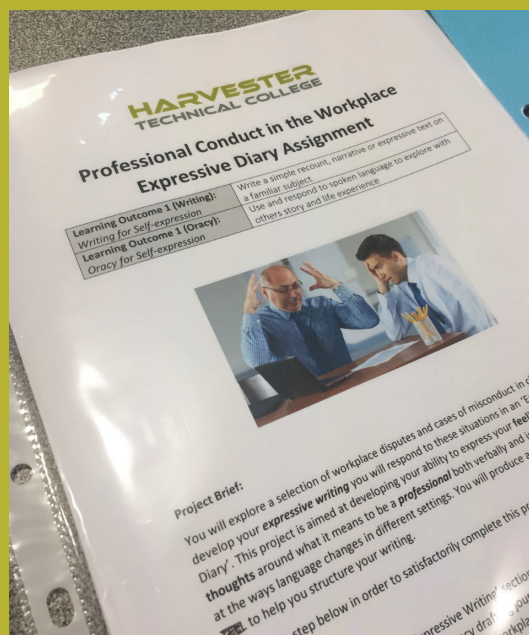 HARVESTER
TECHNICAL COLLEGE
Professional Conduct in the Workplace
Expressive Diary Assignment
Learning Outcome 1 (Writing):
Writing for Self-expression
Write a simple recount, narrative or expressive text on
a familiar subject
Learning Outcome 1 (Oracy):
Oracy for Self-expression
Use and respond to spoken language to explore with
others story and life experience
Project Brief:
You will explore a selection of workplace disputes and cases of misconduct in
develop your expressive writing you will respond to these situations in an
Diary'. This project is aimed at developing your ability to express your
thoughts around what it means to be a professional both verbally and
at the ways language changes in different settings. You will produce a
to help you structure your writing.
step below in order to satisfactorily complete this
Expressive Writing'